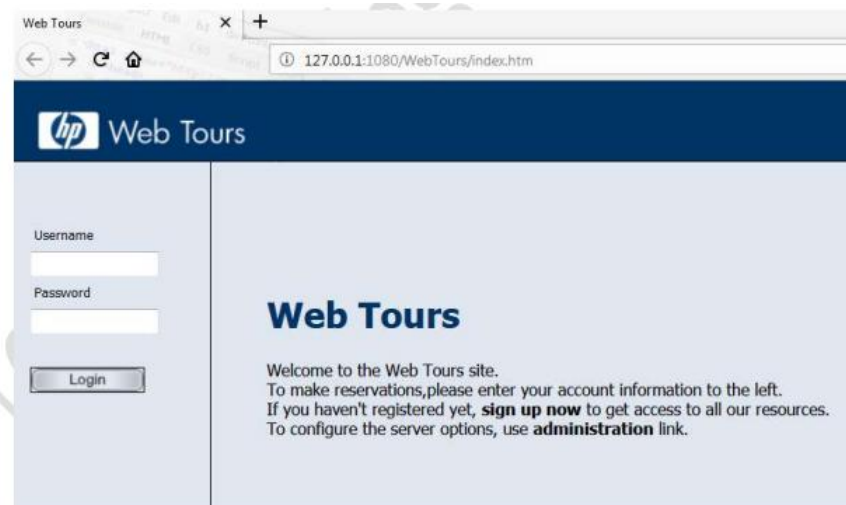 Web Tours
127.0.0.1:1080/WebTours/index.htm
hp Web Tours
Username
Password
Login
Web Tours
Welcome to the Web Tours site.
To make reservations,please enter your account information to the left.
If you haven't registered yet, sign up now to get access to all our resources.
To configure the server options, use administration link.